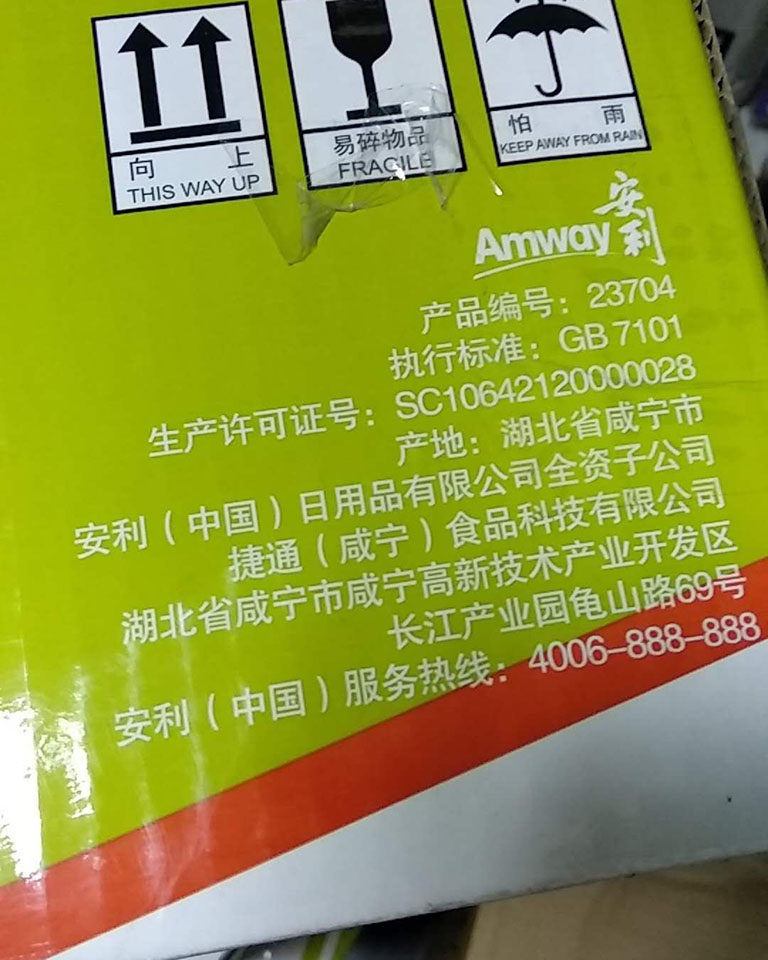 向 上
THIS WAY UP
易碎物品
FRAGILE
怕 雨
KEEP AWAY FROM RAIN
Amway安利
产品编号：23704
执行标准：GB 7101
生产许可证号：SC10642120000028
产地：湖北省咸宁市
安利（中国）日用品有限公司全资子公司
捷通（咸宁）食品科技有限公司
湖北省咸宁市咸宁高新技术产业开发区
长江产业园龟山路69号
安利（中国）服务热线：4006-888-888